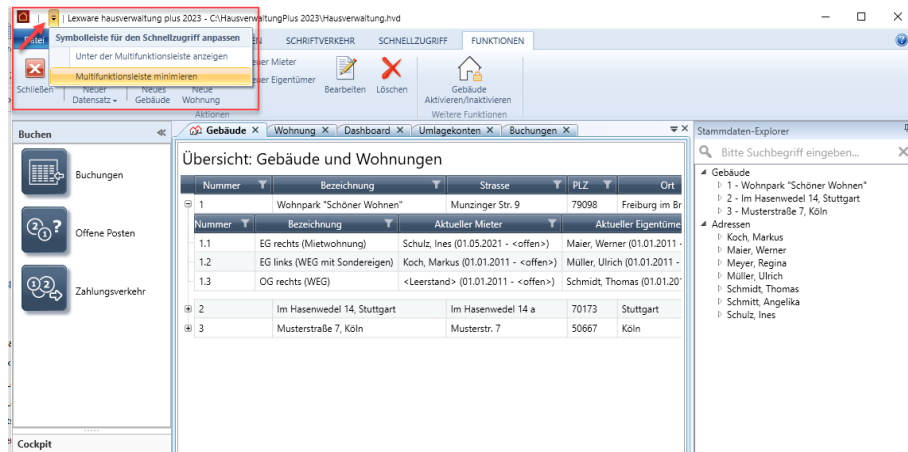 Lexware hausverwaltung plus 2023 - C:\HausverwaltungPlus 2023\Hausverwaltung.hvd
Datei
Symbolleiste für den Schnellzugriff anpassen
Unter der Multifunktionsleiste anzeigen
Multifunktionsleiste minimieren
EN SCHRIFTVERKEHR SCHNELLZUGRIFF FUNKTIONEN
euer Mieter
euer Eigentümer
Schließen
Neuer Datensatz
Neues Gebäude
Neue Wohnung
Bearbeiten
Löschen
Gebäude Aktivieren/Inaktivieren
Aktionen
Weitere Funktionen
Buchen
Buchungen
Offene Posten
Zahlungsverkehr
Cockpit
Gebäude Wohnung Dashboard Umlagekonten Buchungen
Übersicht: Gebäude und Wohnungen
Nummer Bezeichnung Strasse PLZ Ort
1 Wohnpark "Schöner Wohnen" Munzinger Str. 9 79098 Freiburg im Br
Nummer Bezeichnung Aktueller Mieter Aktueller Eigentüme
1.1 EG rechts (Mietwohnung) Schulz, Ines (01.05.2021 - <offen>) Maier, Werner (01.01.2011 -
1.2 EG links (WEG mit Sondereigen) Koch, Markus (01.01.2011 - <offen>) Müller, Ulrich (01.01.2011 -
1.3 OG rechts (WEG) <Leerstand> (01.01.2011 - <offen>) Schmidt, Thomas (01.01.20
2 Im Hasenwedel 14, Stuttgart Im Hasenwedel 14 a 70173 Stuttgart
3 Musterstraße 7, Köln Musterstr. 7 50667 Köln
Stammdaten-Explorer
Bitte Suchbegriff eingeben...
Gebäude
1 - Wohnpark "Schöner Wohnen"
2 - Im Hasenwedel 14, Stuttgart
3 - Musterstraße 7, Köln
Adressen
Koch, Markus
Maier, Werner
Meyer, Regina
Müller, Ulrich
Schmidt, Thomas
Schmitt, Angelika
Schulz, Ines